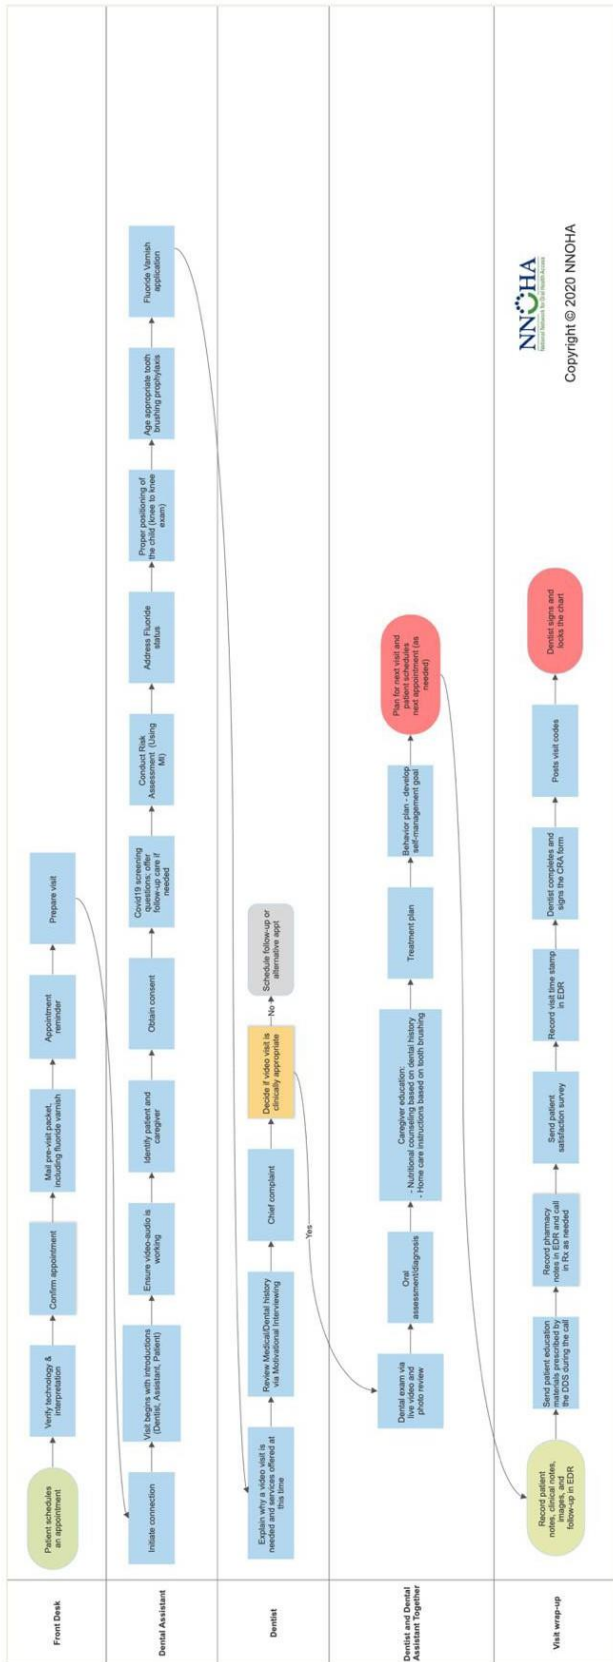 Front Desk
Patient schedules
an appointment
Verify technology &
interpretation
Confirm appointment
Mail pre-visit packet,
including fluoride varnish
Appointment
reminder
Prepare visit
Dental Assistant
Initiate connection
Visit begins with introductions
(Dentist, Assistant, Patient)
Ensure video-audio is
working
Identify patient and
caregiver
Obtain consent
Covid19 screening
questions; offer
follow-up care if
needed
Conduct Risk
Assessment (Using
MI)
Address Fluoride
status
Proper positioning of
the child (knee to knee
exam)
Age appropriate tooth
brushing prophylaxis
Fluoride Varnish
application
Dentist
Explain why a video visit is
needed and services offered at
this time
Review Medical/Dental history
via Motivational Interviewing
Chief complaint
Decide if video visit is
clinically appropriate
No
Schedule follow-up or
alternative appt
Yes
Dentist and Dental
Assistant Together
Dental exam via
live video and
photo review
Oral
assessment/diagnosis
Caregiver education:
- Nutritional counseling based on dental history
- Home care instructions based on tooth brushing
Treatment plan
Behavior plan - develop
self-management goal
Plan for next visit and
patient schedules
next appointment (as
needed)
Visit wrap-up
Record patient
notes, clinical notes,
images, and
follow-up in EDR
Send patient education
materials prescribed by
the DDS during the call
Record pharmacy
notes in EDR and call
in Rx as needed
Send patient
satisfaction survey
Record visit time stamp
in EDR
Dentist completes and
signs the CRA form
Posts visit codes
Dentist signs and
locks the chart
NNOHA
National Network for Oral Health Access
Copyright © 2020 NNOHA